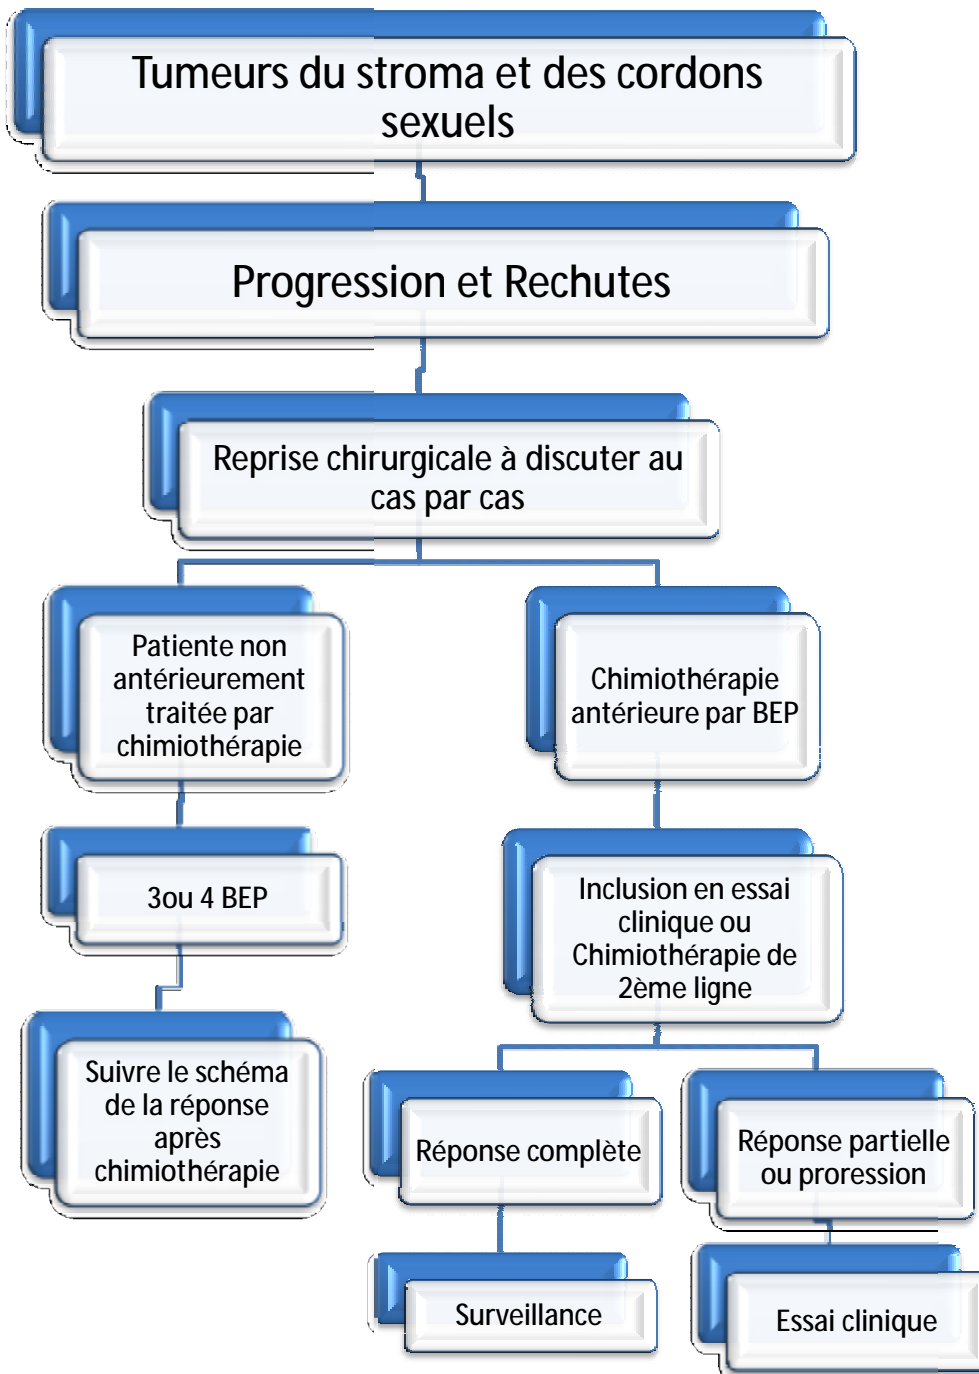 Tumeurs du stroma et des cordons
sexuels
Progression et Rechutes
Reprise chirurgicale à discuter au
cas par cas
Patiente non
antérieurement
traitée par
chimiothérapie
3ou 4 BEP
Suivre le schéma
de la réponse
après
chimiothérapie
Chimiothérapie
antérieure par BEP
Inclusion en essai
clinique ou
Chimiothérapie de
2ème ligne
Réponse complète
Surveillance
Réponse partielle
ou proression
Essai clinique